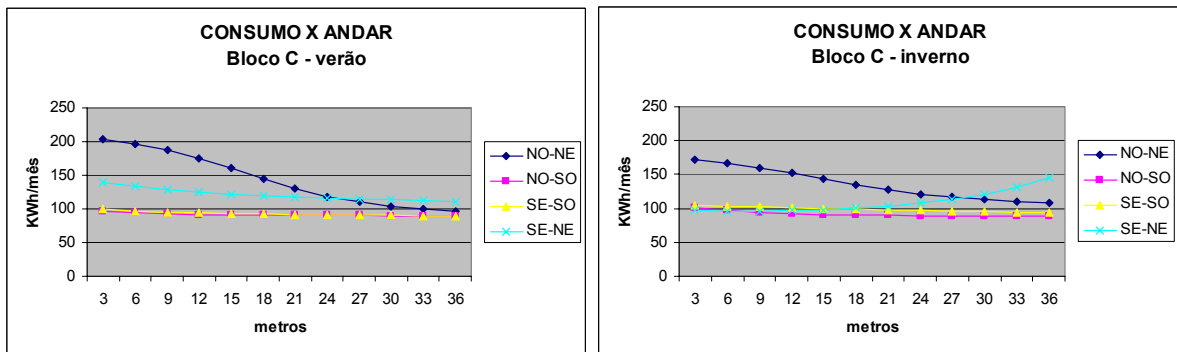 CONSUMO X ANDAR
Bloco C - verão
250
200
150
100
50
0
KWh/mês
3 6 9 12 15 18 21 24 27 30 33 36
metros
NO-NE
NO-SO
SE-SO
SE-NE
CONSUMO X ANDAR
Bloco C - inverno
250
200
150
100
50
0
KWh/mês
3 6 9 12 15 18 21 24 27 30 33 36
metros
NO-NE
NO-SO
SE-SO
SE-NE